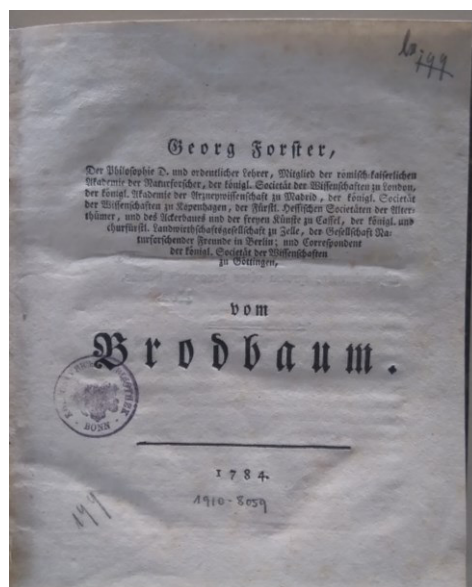 Georg Forster,
Der Philosophie D. und ordentlicher Lehrer, Mitglied der römisch-kaiserlichen
Akademie der Naturforscher, der königl. Societät der Wissenschaften zu London,
der königl. Akademie der Arzneywissenschaft zu Madrid, der königl. Societät
der Wissenschaften zu Kopenhagen, der Fürstl. Hessischen Societäten der Alter-
thümer, und des Ackerbaues und der freyen Künste zu Cassel, der königl. und
churfürstl. Landwirthschaftsgesellschaft zu Zelle, der Gesellschaft Na-
turforschender Freunde in Berlin; und Correspondent
der königl. Societät der Wissenschaften
zu Göttingen,
vom
Brodbaum.
BONN
1784.
1910-8059